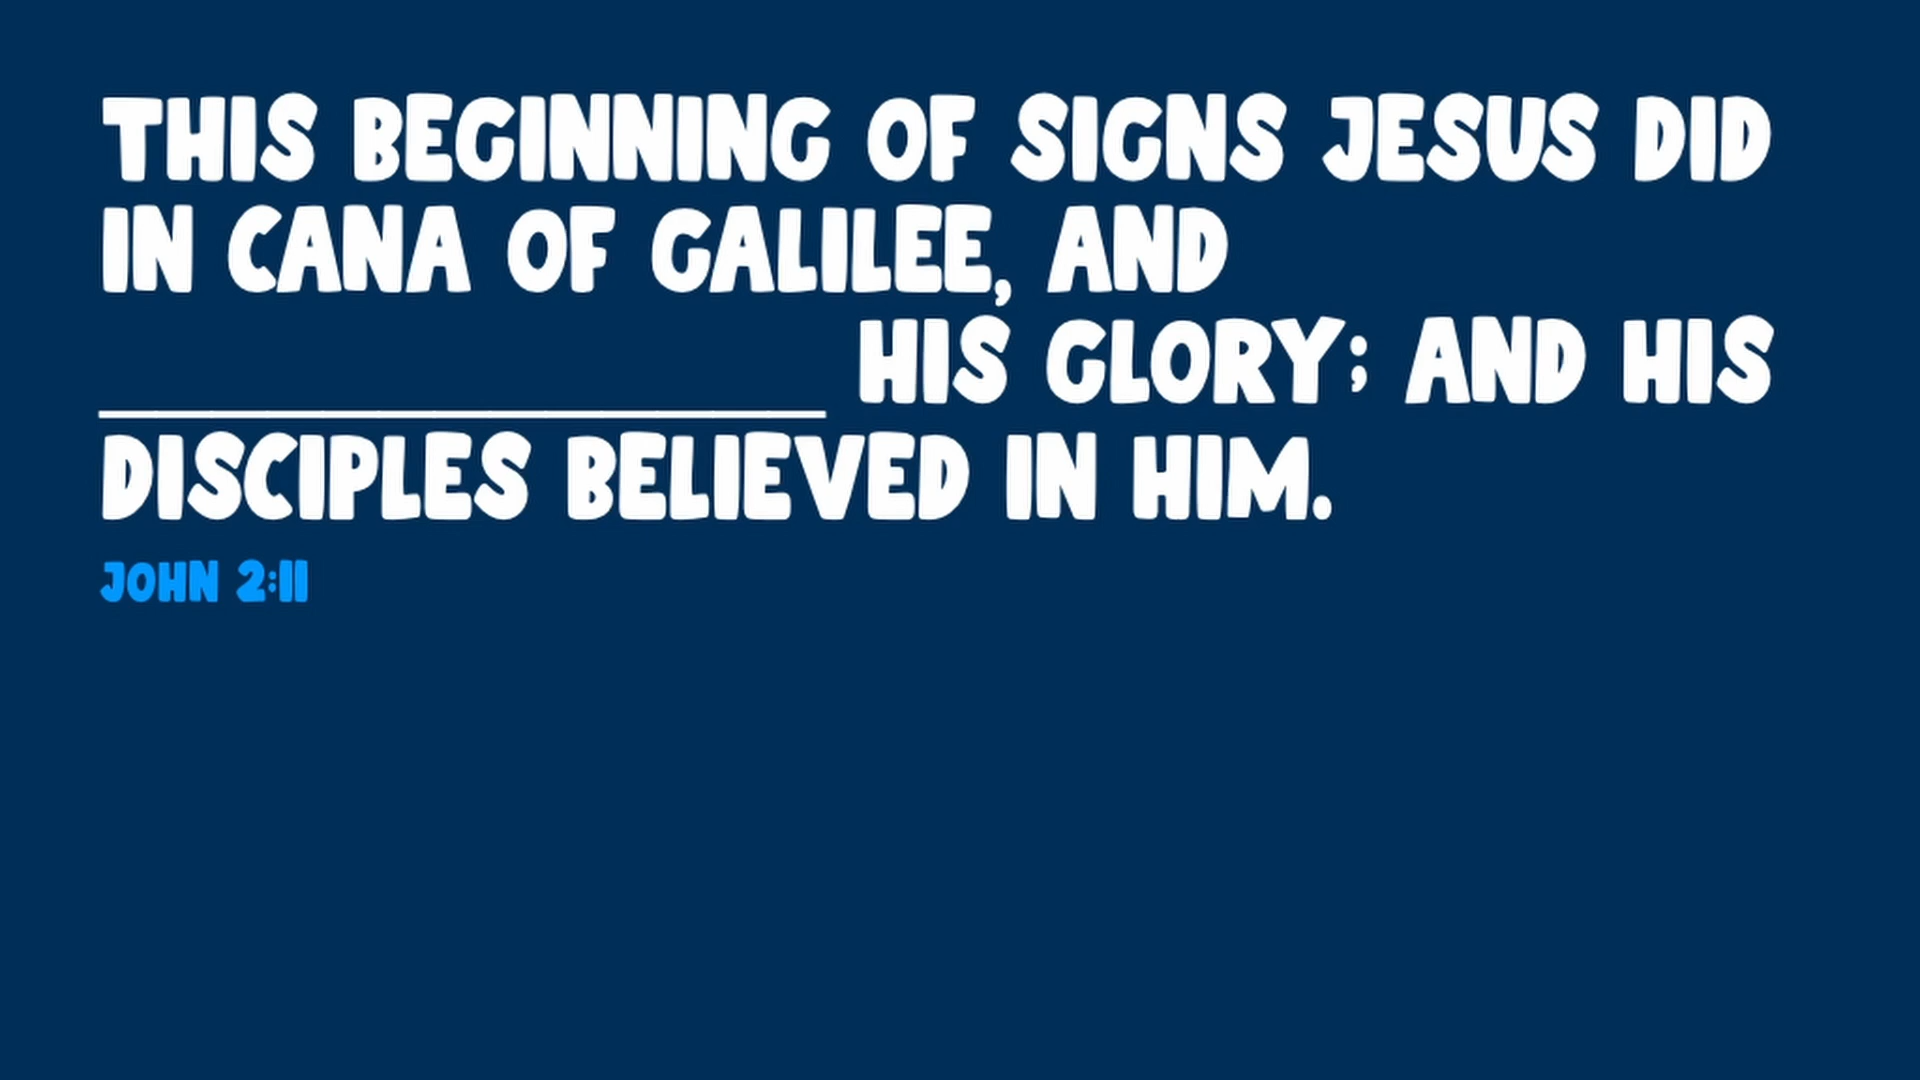 THIS BEGINNING OF SIGNS JESUS DID
IN CANA OF GALILEE, AND
____________________ HIS GLORY; AND HIS
DISCIPLES BELIEVED IN HIM.
JOHN 2:11